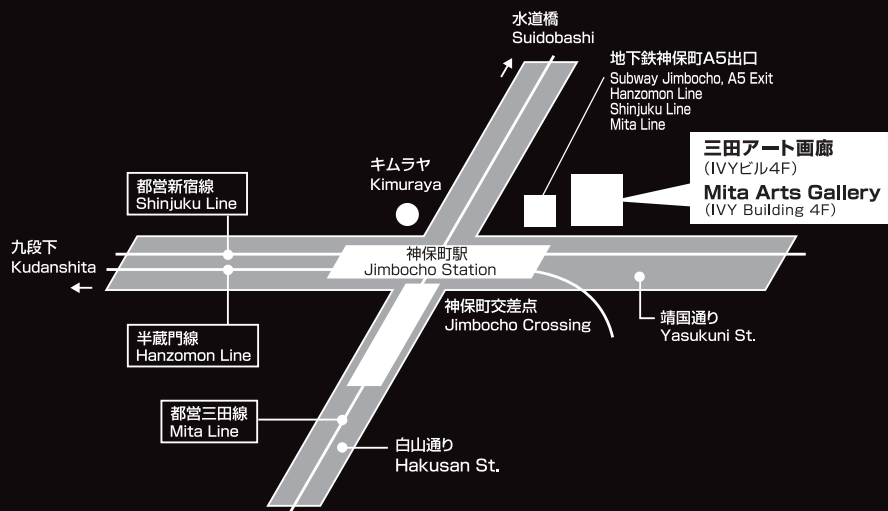 水道橋
Suidobashi
地下鉄神保町A5出口
Subway Jimbocho, A5 Exit
Hanzomon Line
Shinjuku Line
Mita Line
三田アート画廊
(IVYビル4F)
Mita Arts Gallery
(IVY Building 4F)
キムラヤ
Kimuraya
都営新宿線
Shinjuku Line
九段下
Kudanshita
神保町駅
Jimbocho Station
神保町交差点
Jimbocho Crossing
靖国通り
Yasukuni St.
半蔵門線
Hanzomon Line
都営三田線
Mita Line
白山通り
Hakusan St.